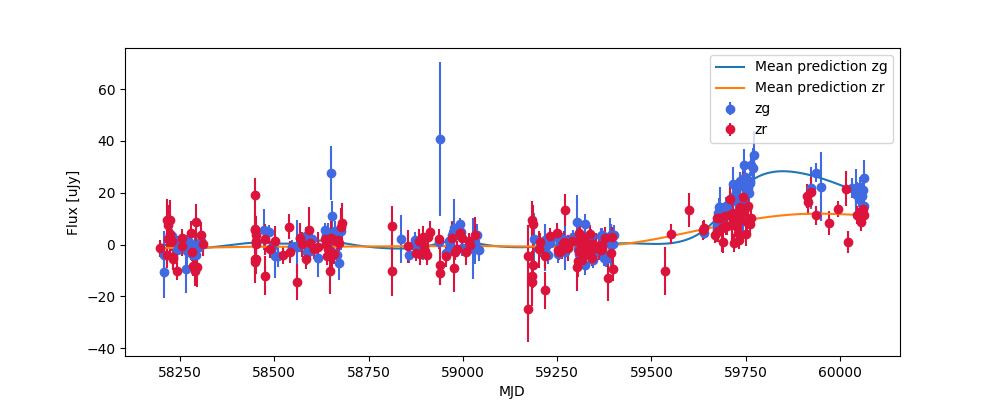 Mean prediction zg
Mean prediction zr
zg
zr
60
40
20
0
−20
−40
Flux [uJy]
58250
58500
58750
59000
59250
59500
59750
60000
MJD